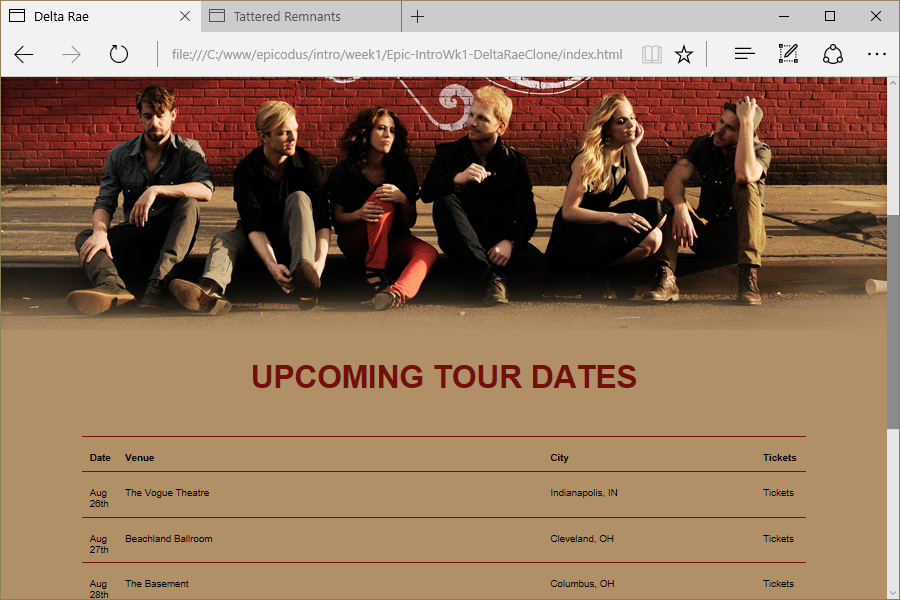 Delta Rae
Tattered Remnants
file:///C:/www/epicodus/intro/week1/Epic-IntroWk1-DeltaRaeClone/index.html
UPCOMING TOUR DATES
Date Venue City Tickets
Aug 26th The Vogue Theatre Indianapolis, IN Tickets
Aug 27th Beachland Ballroom Cleveland, OH Tickets
Aug 28th The Basement Columbus, OH Tickets